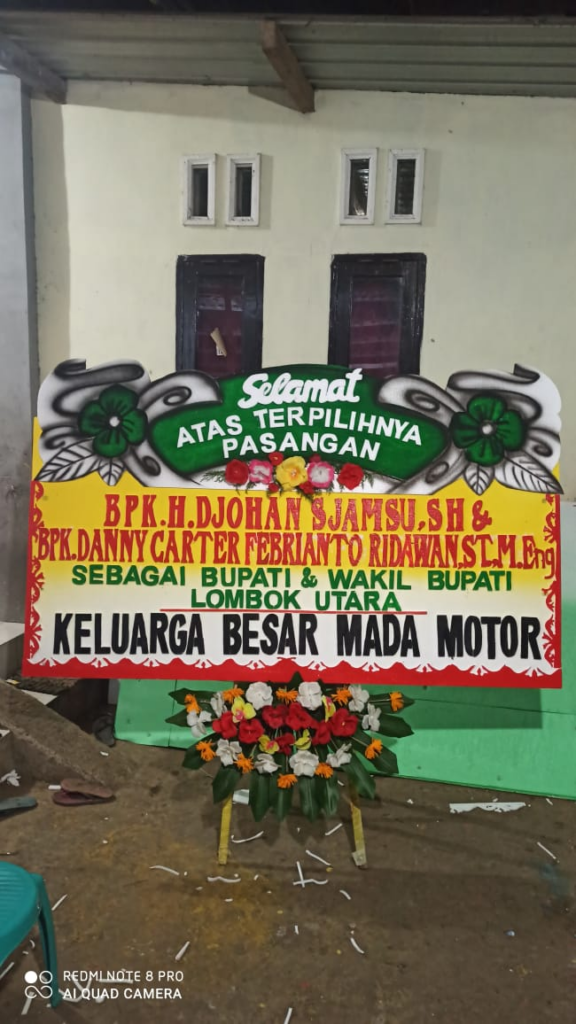 Selamat
ATAS TERPILIHNYA
PASANGAN
BPK.H.DJOHAN SJAMSU,SH &
BPK.DANNY CARTER FEBRIANTO RIDAWAN,ST,M.Eng
SEBAGAI BUPATI & WAKIL BUPATI
LOMBOK UTARA
KELUARGA BESAR MADA MOTOR
REDMI NOTE 8 PRO
AI QUAD CAMERA